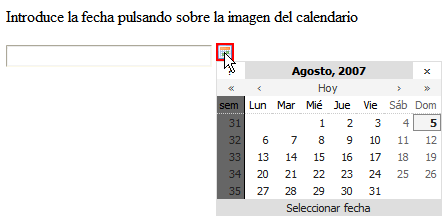 Introduce la fecha pulsando sobre la imagen del calendario
Agosto, 2007 x
« ‹ Hoy › »
sem Lun Mar Mié Jue Vie Sáb Dom
31 1 2 3 4 5
32 6 7 8 9 10 11 12
33 13 14 15 16 17 18 19
34 20 21 22 23 24 25 26
35 27 28 29 30 31
Seleccionar fecha